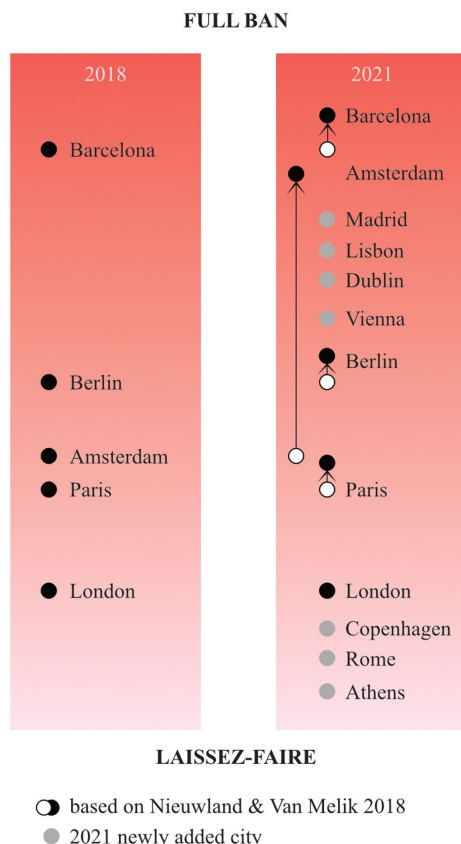 FULL BAN
2018
Barcelona
Berlin
Amsterdam
Paris
London
2021
Barcelona
Amsterdam
Madrid
Lisbon
Dublin
Vienna
Berlin
Paris
London
Copenhagen
Rome
Athens
LAISSEZ-FAIRE
based on Nieuwland & Van Melik 2018
2021 newly added city